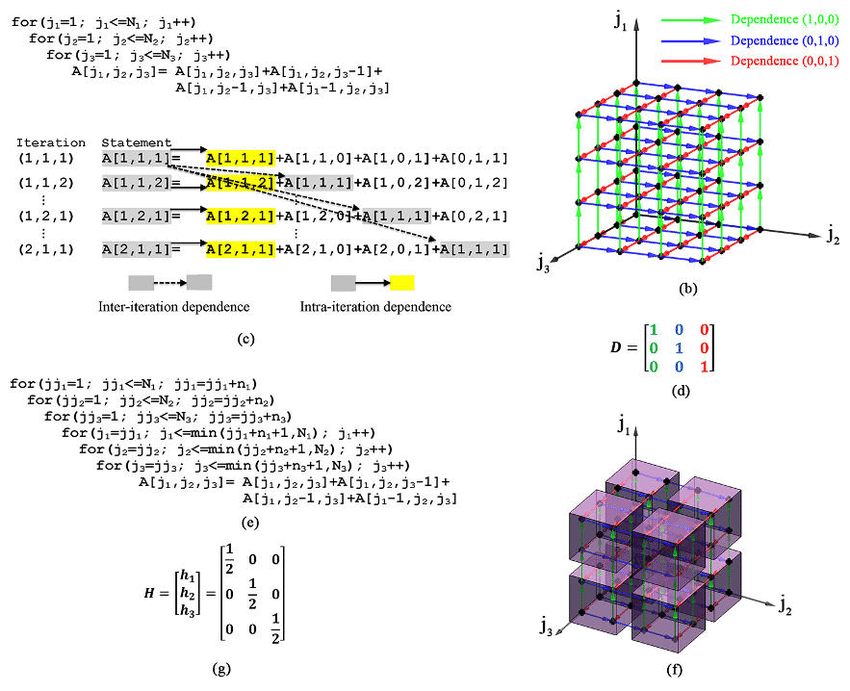 for(j₁=1; j₁<=N₁; j₁++)
for(j₂=1; j₂<=N₂; j₂++)
for(j₃=1; j₃<=N₃; j₃++)
A[j₁,j₂,j₃]= A[j₁,j₂,j₃]+A[j₁,j₂,j₃-1]+
A[j₁,j₂-1,j₃]+A[j₁-1,j₂,j₃]
Iteration Statement
(1,1,1) A[1,1,1]= A[1,1,1]+A[1,1,0]+A[1,0,1]+A[0,1,1]
(1,1,2) A[1,1,2]= A[1,1,2]+A[1,1,1]+A[1,0,2]+A[0,1,2]
⋮ ⋮
(1,2,1) A[1,2,1]= A[1,2,1]+A[1,2,0]+A[1,1,1]+A[0,2,1]
⋮ ⋮
(2,1,1) A[2,1,1]= A[2,1,1]+A[2,1,0]+A[2,0,1]+A[1,1,1]
Inter-iteration dependence Intra-iteration dependence
(c)
j₁
Dependence (1,0,0)
Dependence (0,1,0)
Dependence (0,0,1)
j₂
j₃
(b)
D = [1 0 0
0 1 0
0 0 1]
(d)
for(jj₁=1; jj₁<=N₁; jj₁=jj₁+n₁)
for(jj₂=1; jj₂<=N₂; jj₂=jj₂+n₂)
for(jj₃=1; jj₃<=N₃; jj₃=jj₃+n₃)
for(j₁=jj₁; j₁<=min(jj₁+n₁+1,N₁); j₁++)
for(j₂=jj₂; j₂<=min(jj₂+n₂+1,N₂); j₂++)
for(j₃=jj₃; j₃<=min(jj₃+n₃+1,N₃); j₃++)
A[j₁,j₂,j₃]= A[j₁,j₂,j₃]+A[j₁,j₂,j₃-1]+
A[j₁,j₂-1,j₃]+A[j₁-1,j₂,j₃]
(e)
H = [h₁ h₂ h₃] = [1/2 0 0
0 1/2 0
0 0 1/2]
(g)
j₁
j₂
j₃
(f)